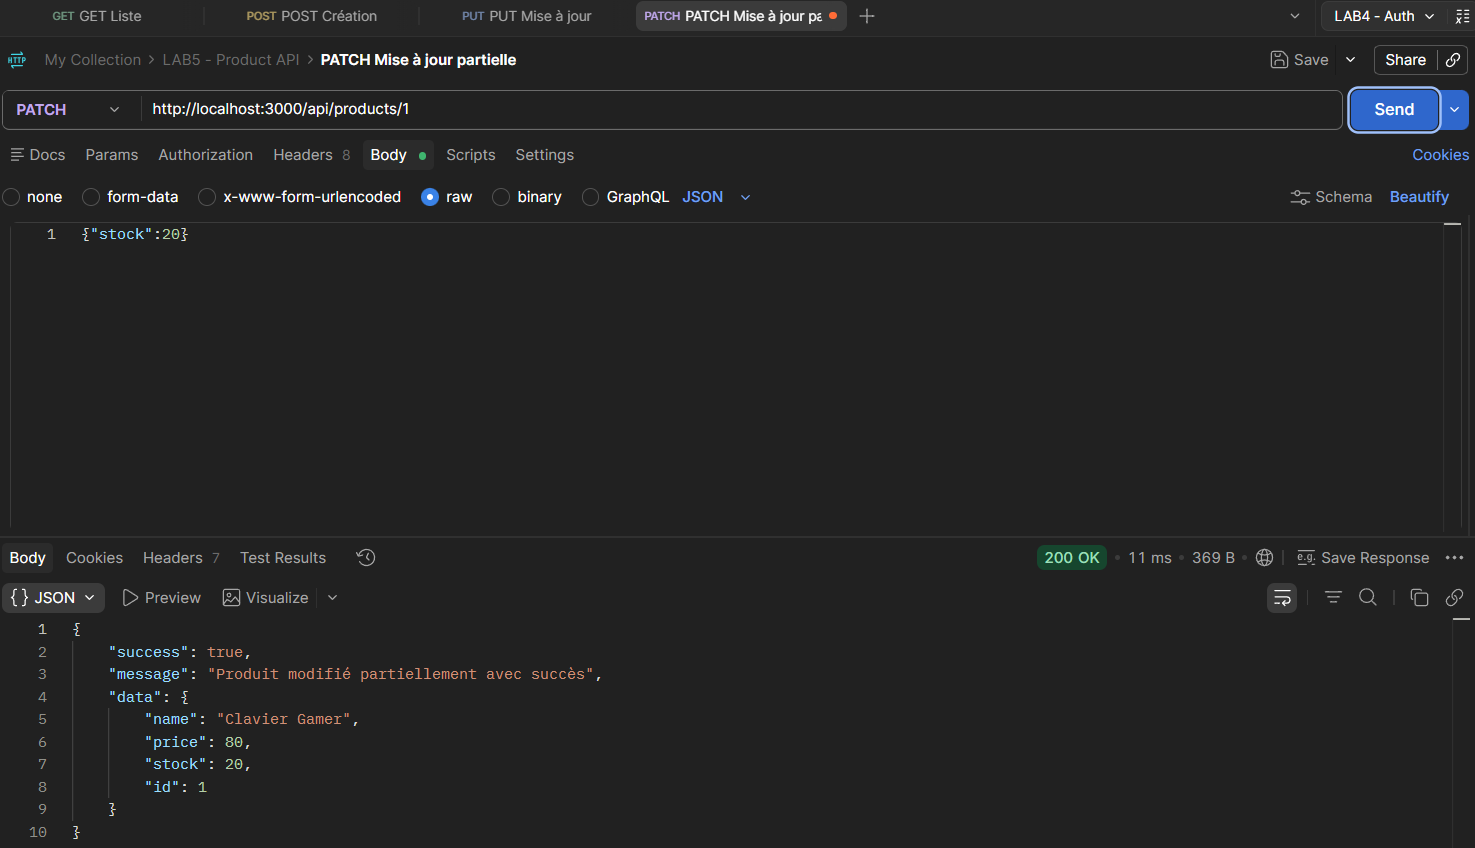 GET GET Liste
POST POST Création
PUT PUT Mise à jour
PATCH PATCH Mise à jour pa
LAB4 - Auth
HTTP My Collection > LAB5 - Product API > PATCH Mise à jour partielle
Save
Share
PATCH
http://localhost:3000/api/products/1
Send
Docs Params Authorization Headers 8 Body Scripts Settings
Cookies
none form-data x-www-form-urlencoded raw binary GraphQL JSON
Schema Beautify
1 {"stock":20}
Body Cookies Headers 7 Test Results
200 OK • 11 ms • 369 B • e.g. Save Response
{} JSON Preview Visualize
1 {
2 "success": true,
3 "message": "Produit modifié partiellement avec succès",
4 "data": {
5 "name": "Clavier Gamer",
6 "price": 80,
7 "stock": 20,
8 "id": 1
9 }
10 }